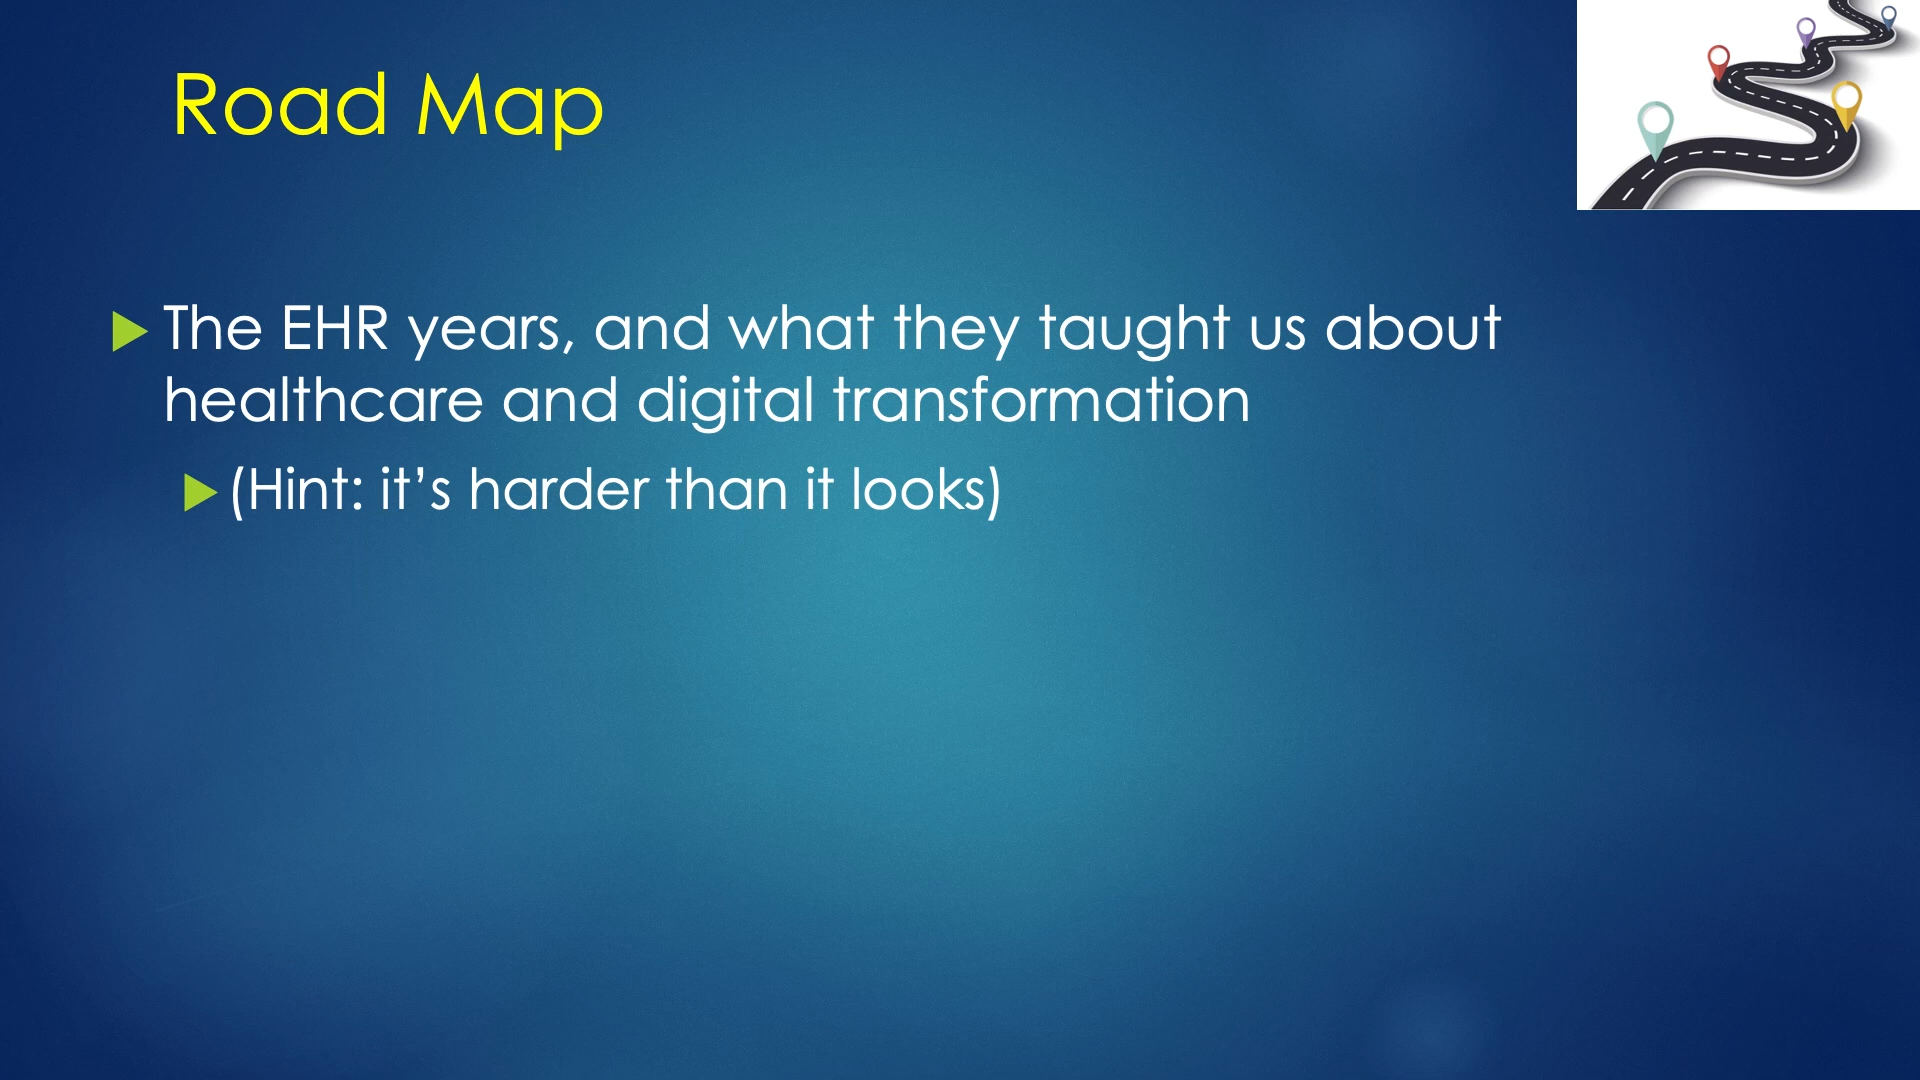 Road Map
The EHR years, and what they taught us about
healthcare and digital transformation
(Hint: it’s harder than it looks)